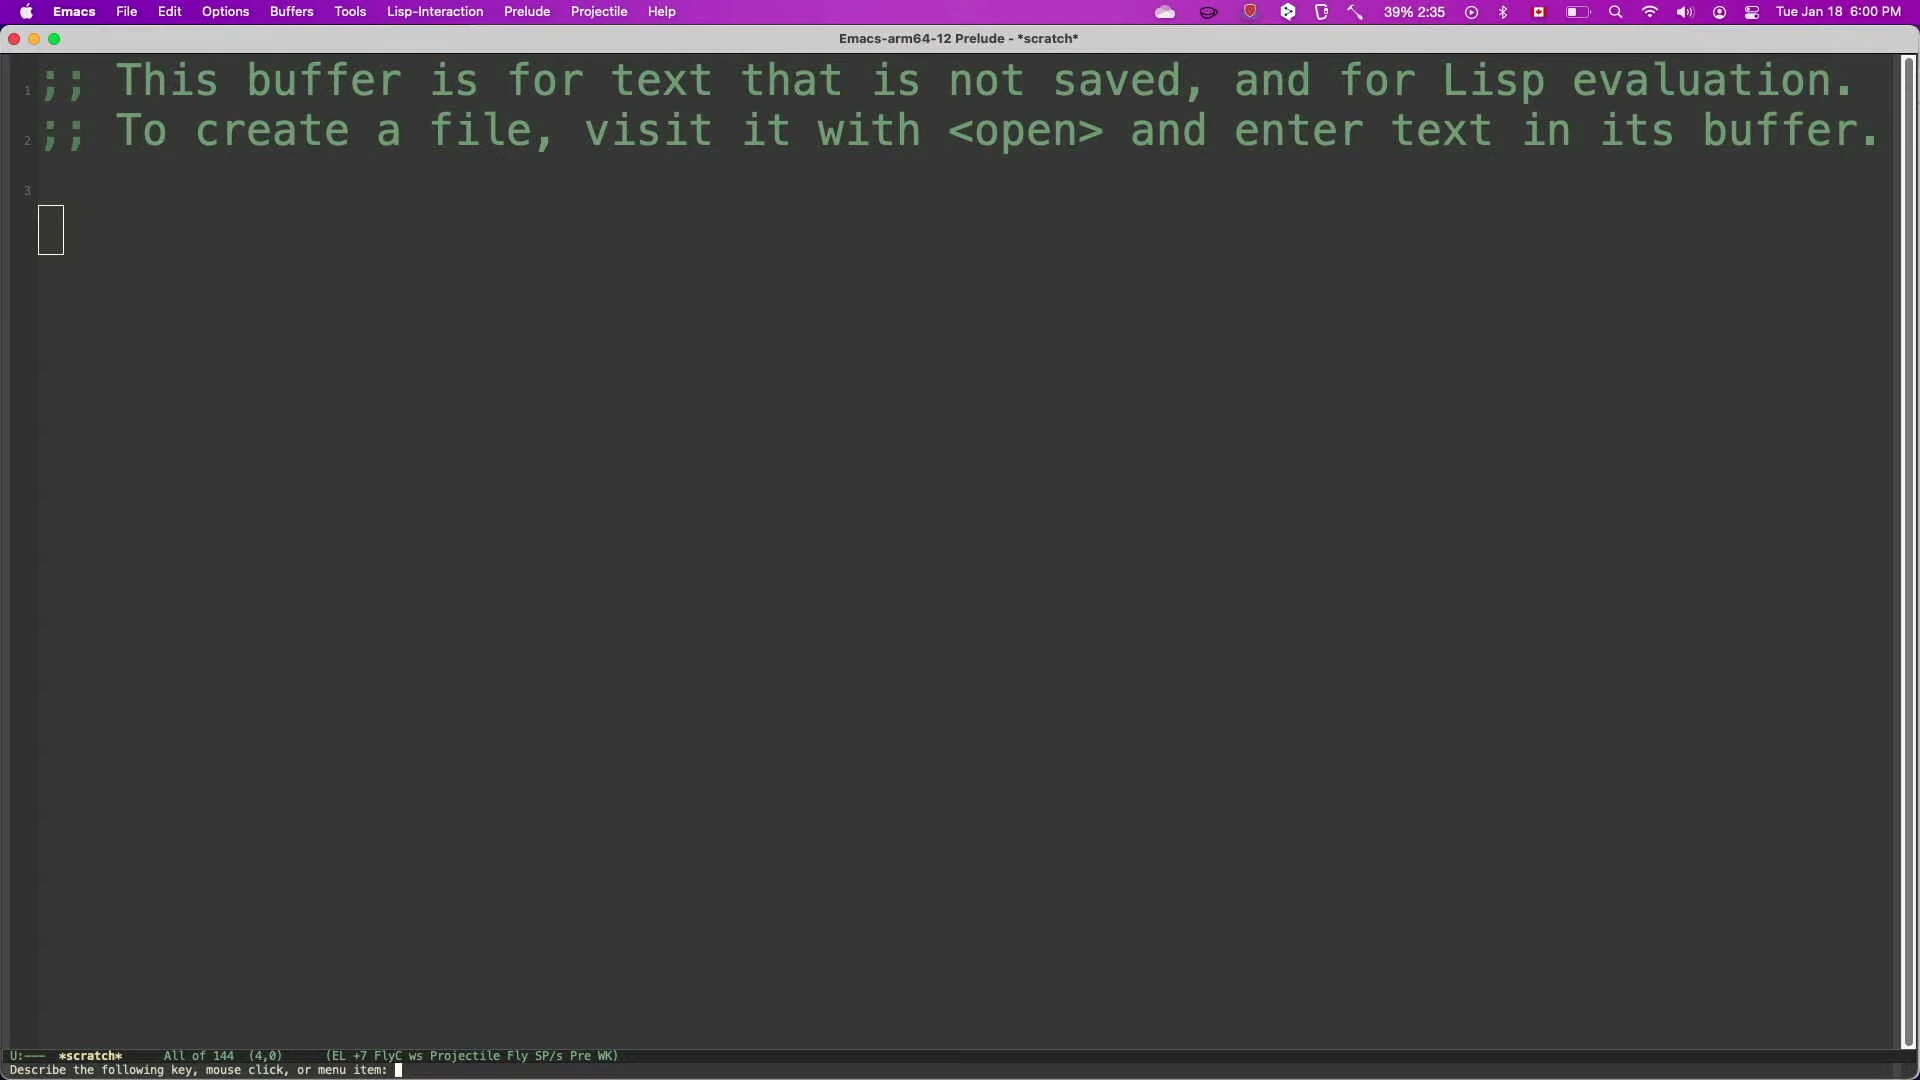 Emacs File Edit Options Buffers Tools Lisp-Interaction Prelude Projectile Help 39% 2:35 Tue Jan 18 6:00 PM
Emacs-arm64-12 Prelude - *scratch*
1 ;; This buffer is for text that is not saved, and for Lisp evaluation.
2 ;; To create a file, visit it with <open> and enter text in its buffer.
3
U:--- *scratch* All of 144 (4,0) (EL +7 FlyC ws Projectile Fly SP/s Pre WK)
Describe the following key, mouse click, or menu item: